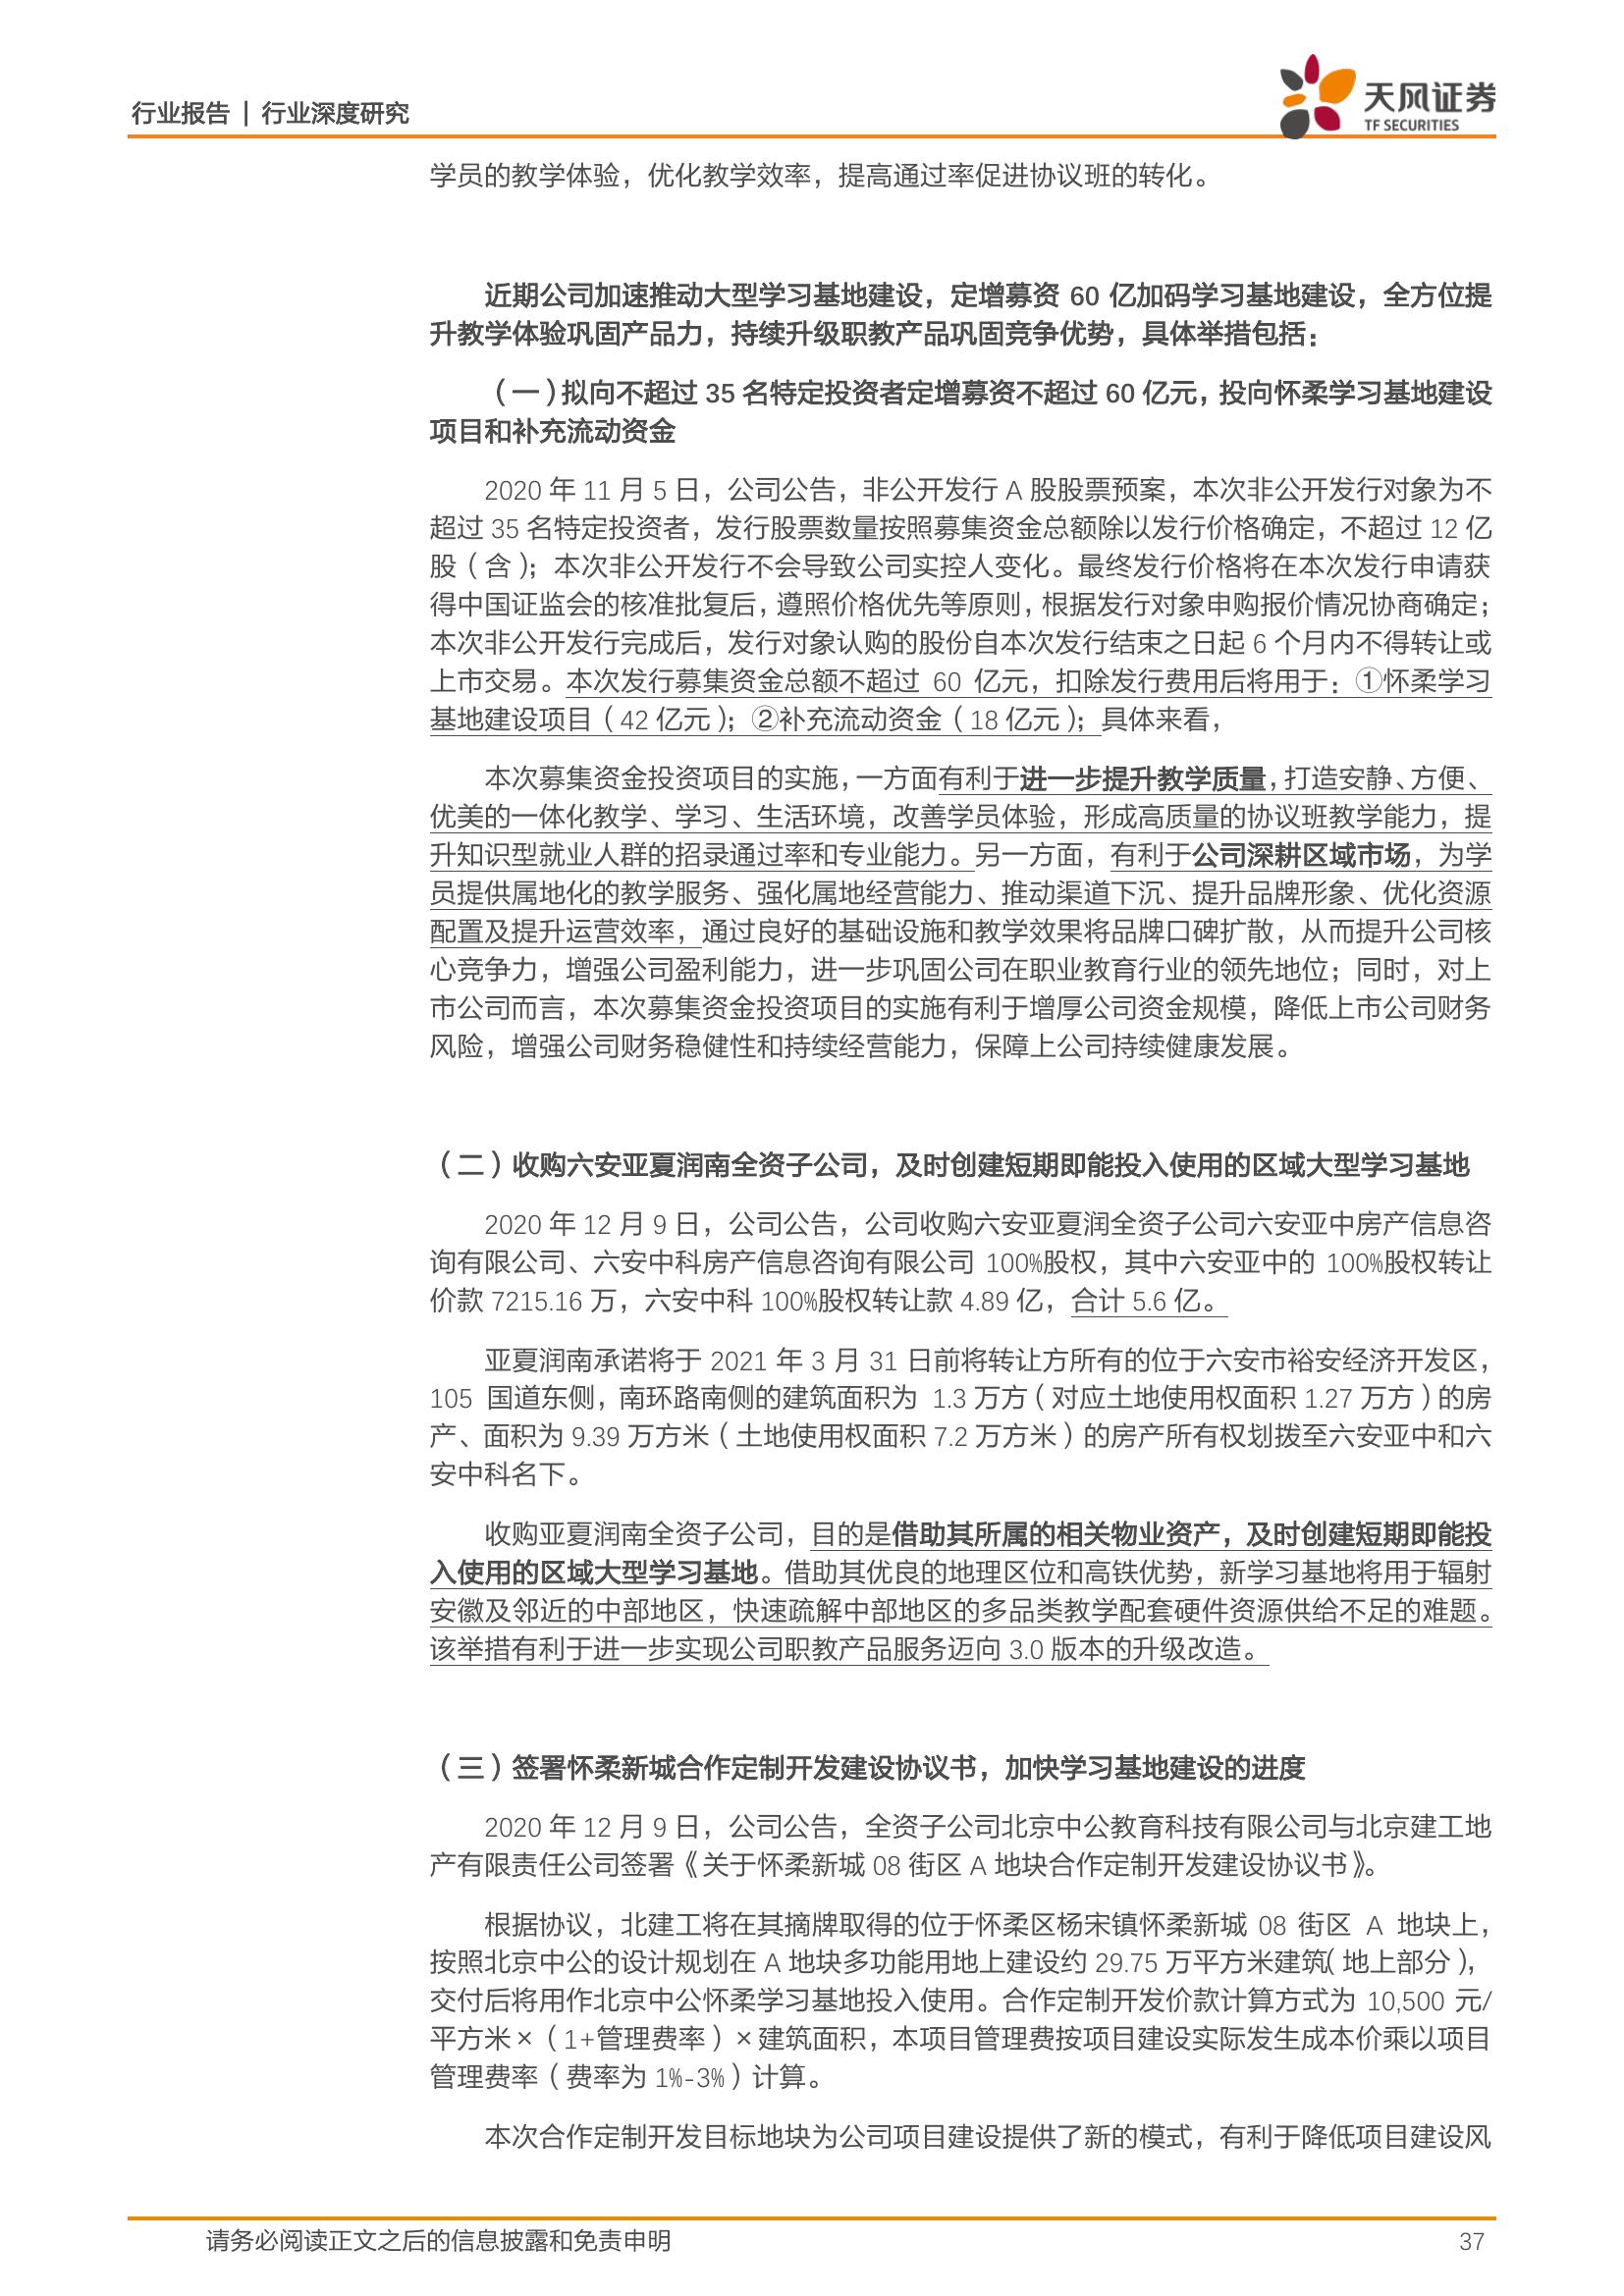 行业报告 | 行业深度研究
天风证券
TF SECURITIES
学员的教学体验，优化教学效率，提高通过率促进协议班的转化。
近期公司加速推动大型学习基地建设，定增募资 60 亿加码学习基地建设，全方位提
升教学体验巩固产品力，持续升级职教产品巩固竞争优势，具体举措包括：
（一）拟向不超过 35 名特定投资者定增募资不超过 60 亿元，投向怀柔学习基地建设
项目和补充流动资金
2020 年 11 月 5 日，公司公告，非公开发行 A 股股票预案，本次非公开发行对象为不
超过 35 名特定投资者，发行股票数量按照募集资金总额除以发行价格确定，不超过 12 亿
股（含）；本次非公开发行不会导致公司实控人变化。最终发行价格将在本次发行申请获
得中国证监会的核准批复后，遵照价格优先等原则，根据发行对象申购报价情况协商确定；
本次非公开发行完成后，发行对象认购的股份自本次发行结束之日起 6 个月内不得转让或
上市交易。本次发行募集资金总额不超过 60 亿元，扣除发行费用后将用于：①怀柔学习
基地建设项目（42 亿元）；②补充流动资金（18 亿元）；具体来看，
本次募集资金投资项目的实施，一方面有利于进一步提升教学质量，打造安静、方便、
优美的一体化教学、学习、生活环境，改善学员体验，形成高质量的协议班教学能力，提
升知识型就业人群的招录通过率和专业能力。另一方面，有利于公司深耕区域市场，为学
员提供属地化的教学服务、强化属地经营能力、推动渠道下沉、提升品牌形象、优化资源
配置及提升运营效率，通过良好的基础设施和教学效果将品牌口碑扩散，从而提升公司核
心竞争力，增强公司盈利能力，进一步巩固公司在职业教育行业的领先地位；同时，对上
市公司而言，本次募集资金投资项目的实施有利于增厚公司资金规模，降低上市公司财务
风险，增强公司财务稳健性和持续经营能力，保障上公司持续健康发展。
（二）收购六安亚夏润南全资子公司，及时创建短期即能投入使用的区域大型学习基地
2020 年 12 月 9 日，公司公告，公司收购六安亚夏润全资子公司六安亚中房产信息咨
询有限公司、六安中科房产信息咨询有限公司 100%股权，其中六安亚中的 100%股权转让
价款 7215.16 万，六安中科 100%股权转让款 4.89 亿，合计 5.6 亿。
亚夏润南承诺将于 2021 年 3 月 31 日前将转让方所有的位于六安市裕安经济开发区，
105 国道东侧，南环路南侧的建筑面积为 1.3 万方（对应土地使用权面积 1.27 万方）的房
产、面积为 9.39 万方米（土地使用权面积 7.2 万方米）的房产所有权划拨至六安亚中和六
安中科名下。
收购亚夏润南全资子公司，目的是借助其所属的相关物业资产，及时创建短期即能投
入使用的区域大型学习基地。借助其优良的地理区位和高铁优势，新学习基地将用于辐射
安徽及邻近的中部地区，快速疏解中部地区的多品类教学配套硬件资源供给不足的难题。
该举措有利于进一步实现公司职教产品服务迈向 3.0 版本的升级改造。
（三）签署怀柔新城合作定制开发建设协议书，加快学习基地建设的进度
2020 年 12 月 9 日，公司公告，全资子公司北京中公教育科技有限公司与北京建工地
产有限责任公司签署《关于怀柔新城 08 街区 A 地块合作定制开发建设协议书》。
根据协议，北建工将在其摘牌取得的位于怀柔区杨宋镇怀柔新城 08 街区 A 地块上，
按照北京中公的设计规划在 A 地块多功能用地上建设约 29.75 万平方米建筑（地上部分），
交付后将用作北京中公怀柔学习基地投入使用。合作定制开发价款计算方式为 10,500 元/
平方米×（1+管理费率）×建筑面积，本项目管理费按项目建设实际发生成本价乘以项目
管理费率（费率为 1%-3%）计算。
本次合作定制开发目标地块为公司项目建设提供了新的模式，有利于降低项目建设风
请务必阅读正文之后的信息披露和免责申明
37